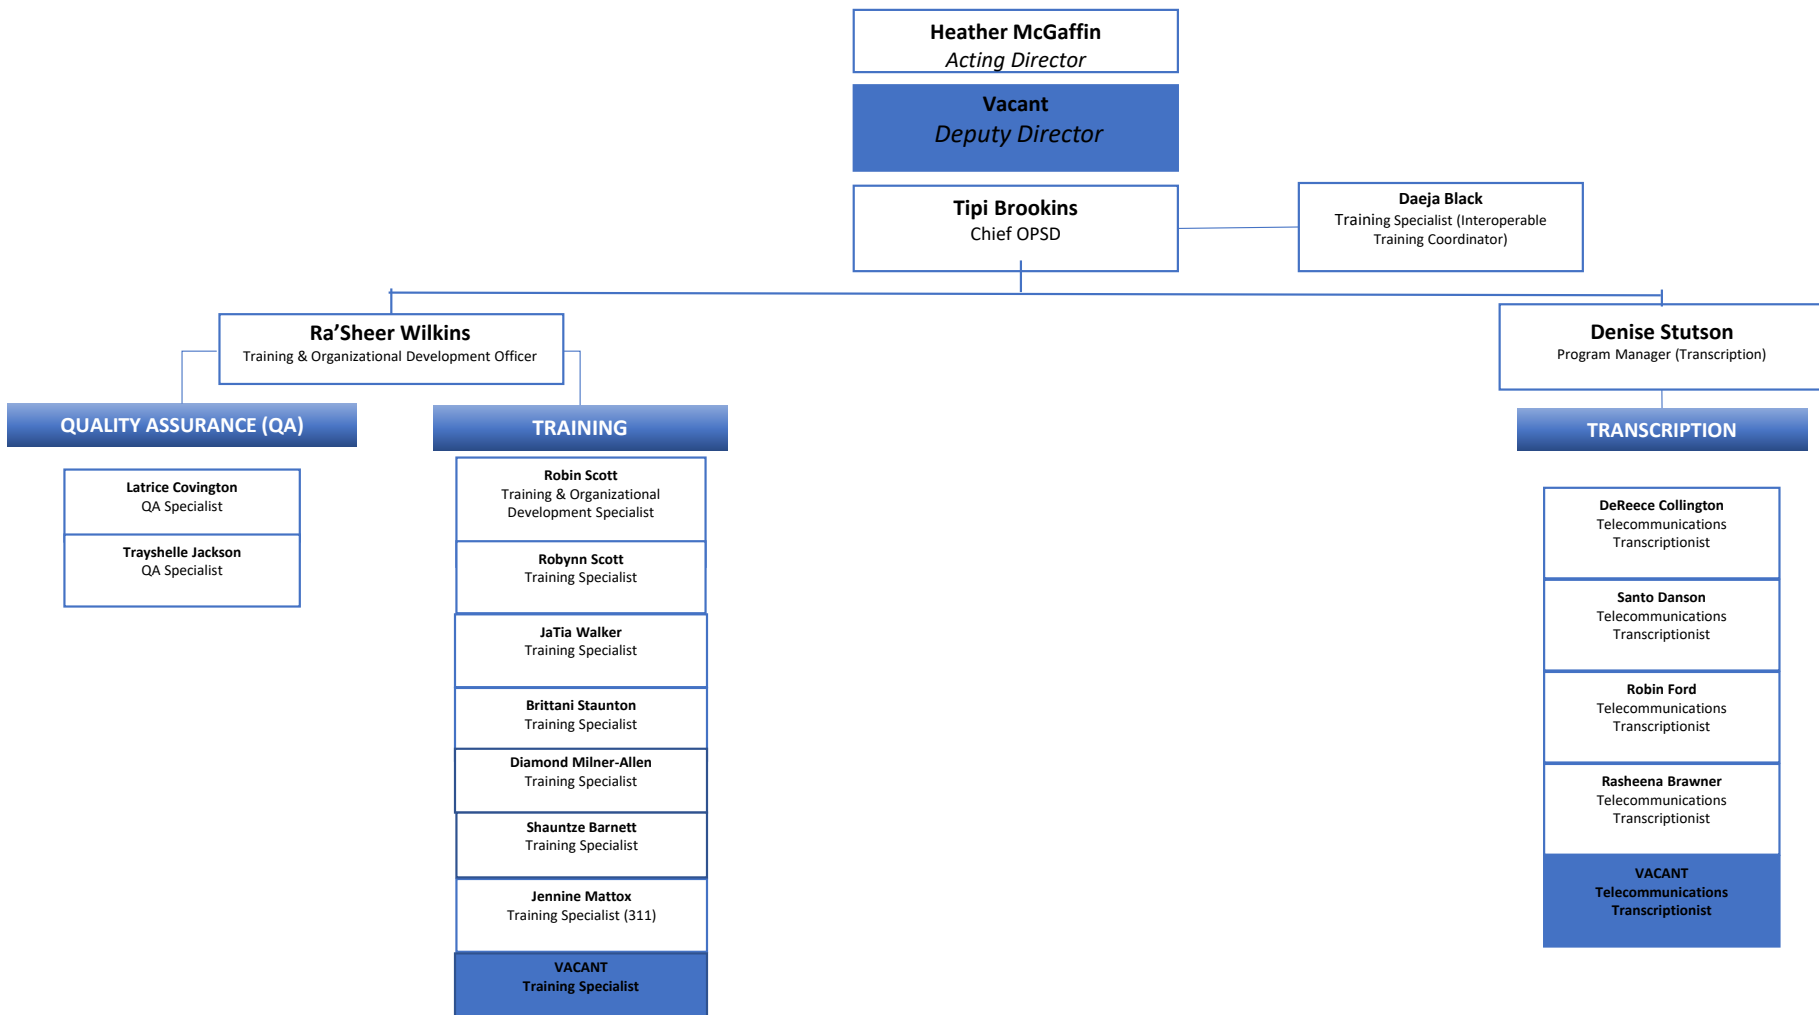 Heather McGaffin
Acting Director
Vacant
Deputy Director
Tipi Brookins
Chief OPSD
Daeja Black
Training Specialist (Interoperable
Training Coordinator)
Ra’Sheer Wilkins
Training & Organizational Development Officer
Denise Stutson
Program Manager (Transcription)
QUALITY ASSURANCE (QA)
Latrice Covington
QA Specialist
Trayshelle Jackson
QA Specialist
TRAINING
Robin Scott
Training & Organizational
Development Specialist
Robynn Scott
Training Specialist
JaTia Walker
Training Specialist
Brittani Staunton
Training Specialist
Diamond Milner-Allen
Training Specialist
Shauntze Barnett
Training Specialist
Jennine Mattox
Training Specialist (311)
VACANT
Training Specialist
TRANSCRIPTION
DeReece Collington
Telecommunications
Transcriptionist
Santo Danson
Telecommunications
Transcriptionist
Robin Ford
Telecommunications
Transcriptionist
Rasheena Brawner
Telecommunications
Transcriptionist
VACANT
Telecommunications
Transcriptionist